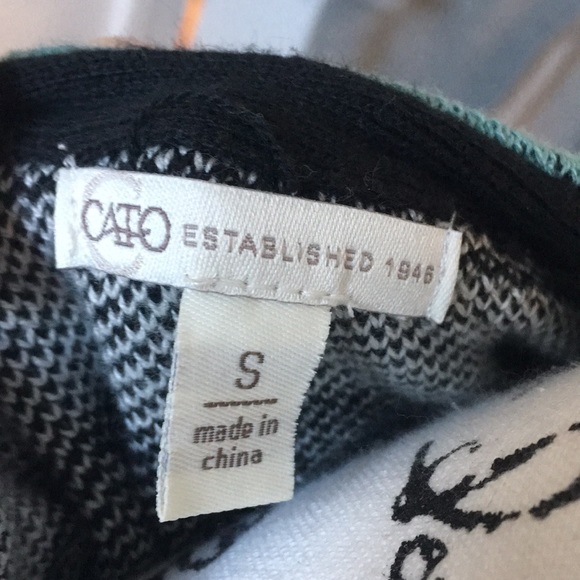 CATO ESTABLISHED 1946
S
made in
china